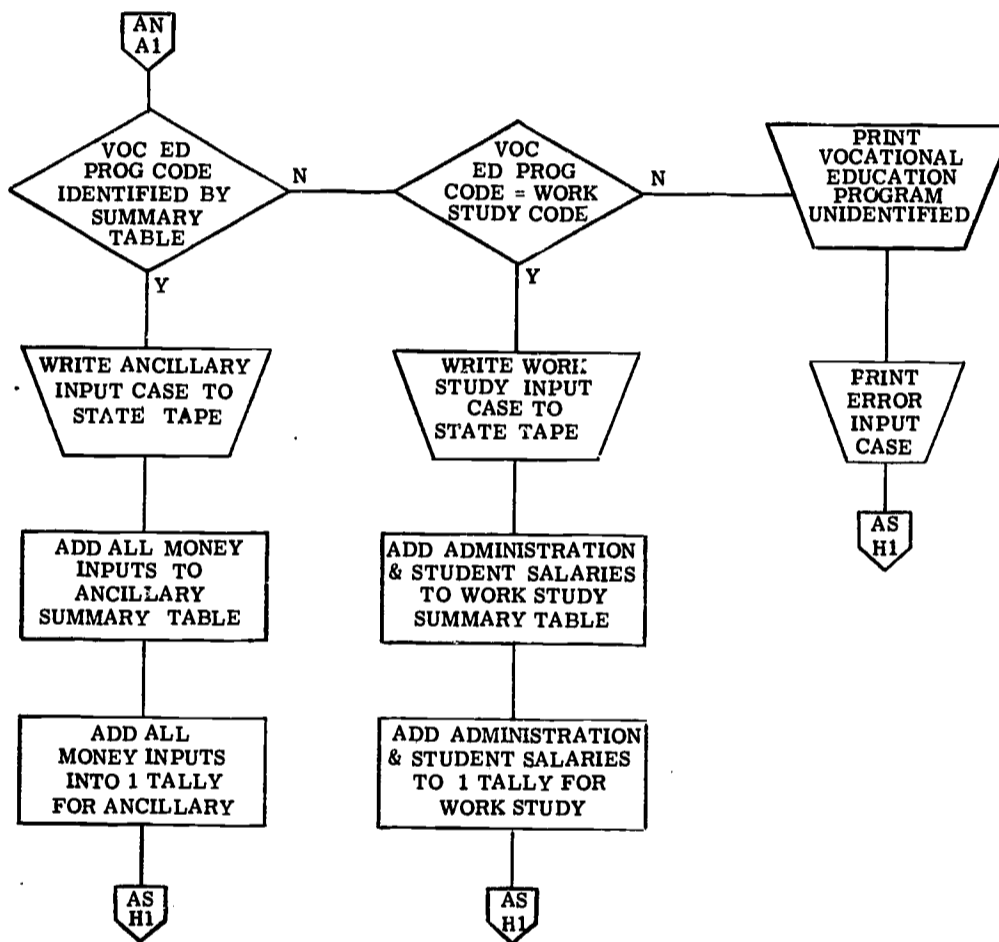 AN
A1
VOC ED
PROG CODE
IDENTIFIED BY
SUMMARY
TABLE
N
Y
VOC
ED PROG
CODE = WORK
STUDY CODE
N
Y
PRINT
VOCATIONAL
EDUCATION
PROGRAM
UNIDENTIFIED
WRITE ANCILLARY
INPUT CASE TO
STATE TAPE
WRITE WORK
STUDY INPUT
CASE TO
STATE TAPE
PRINT
ERROR
INPUT
CASE
AS
H1
ADD ALL MONEY
INPUTS TO
ANCILLARY
SUMMARY TABLE
ADD ADMINISTRATION
& STUDENT SALARIES
TO WORK STUDY
SUMMARY TABLE
ADD ALL
MONEY INPUTS
INTO 1 TALLY
FOR ANCILLARY
ADD ADMINISTRATION
& STUDENT SALARIES
TO 1 TALLY FOR
WORK STUDY
AS
H1
AS
H1